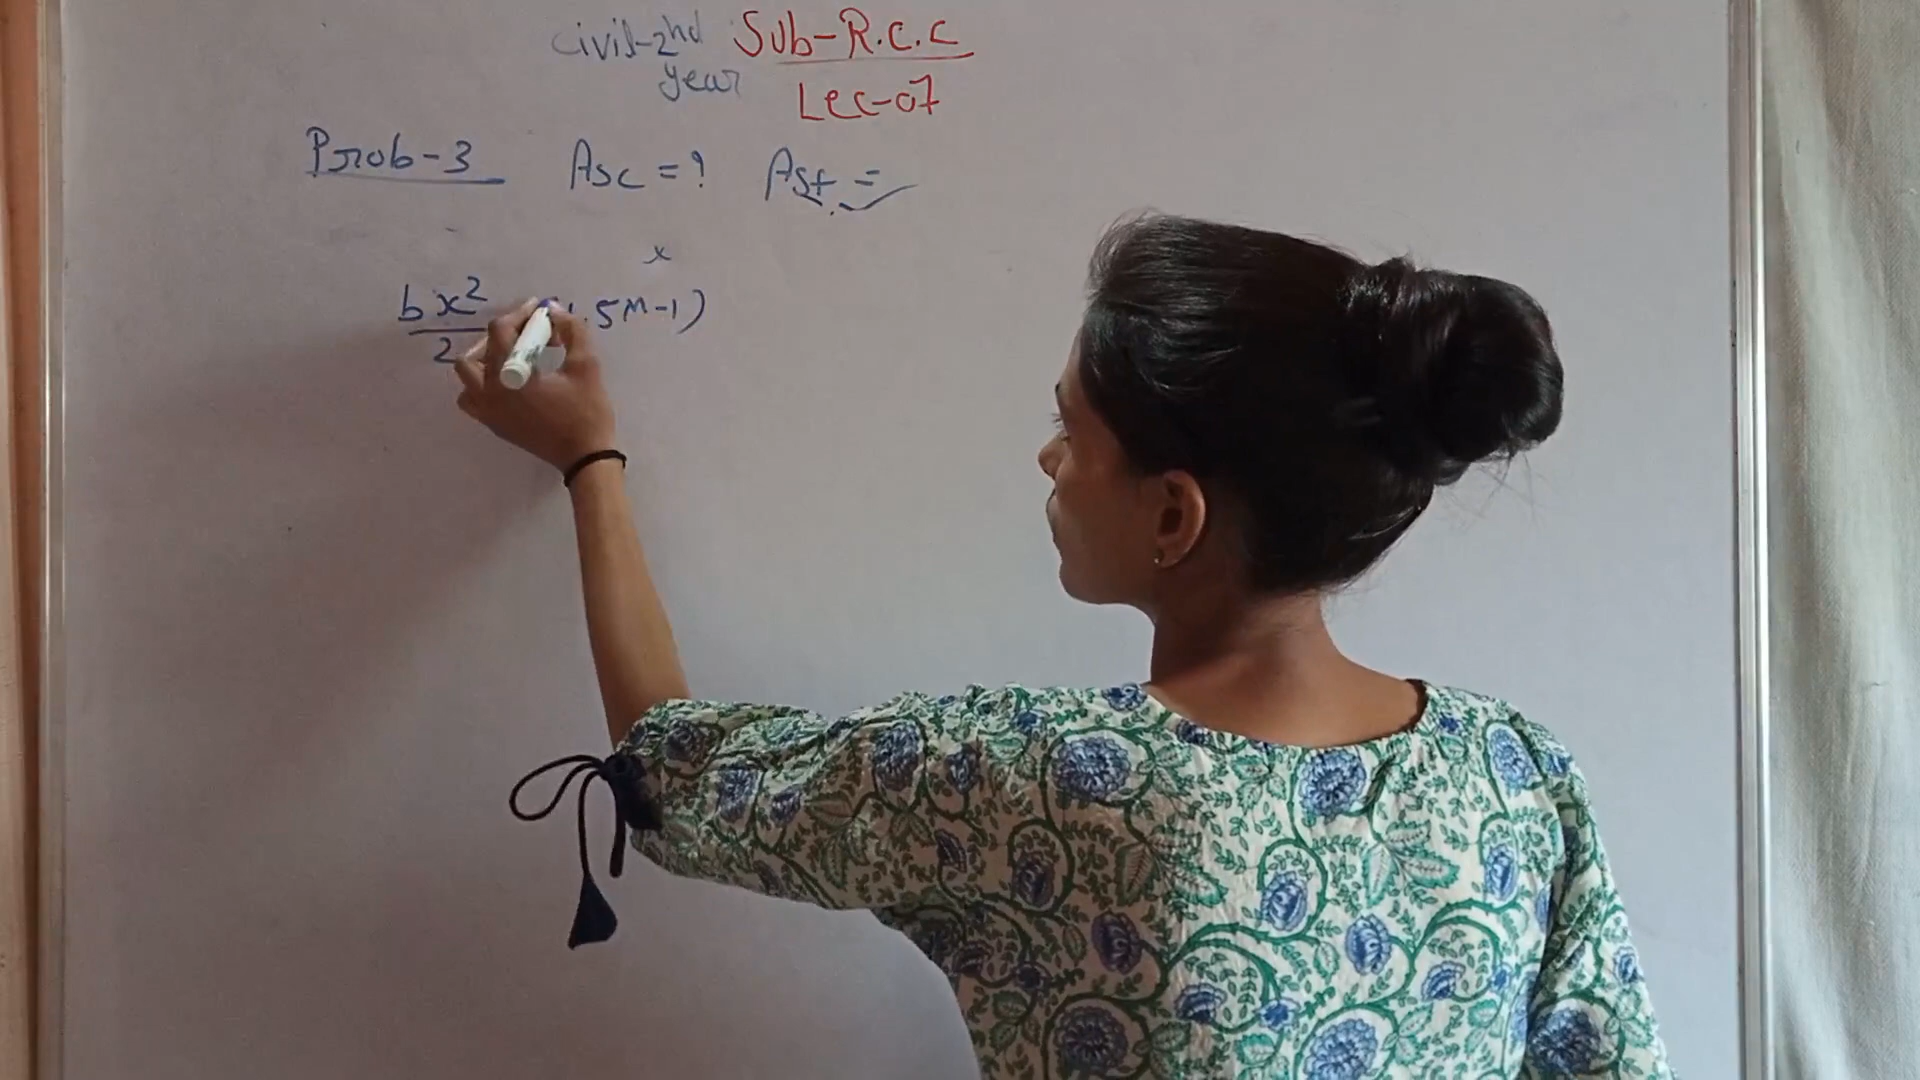 Civil-2nd Sub-R.C.C
year Lec-07
Prob-3 Asc = ? Ast =
x
bx² .5m-1)
2